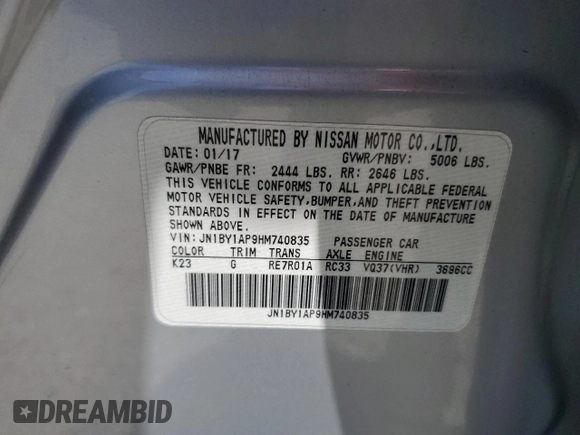 MANUFACTURED BY NISSAN MOTOR CO.,LTD.
DATE: 01/17 GVWR/PNBV: 5006 LBS.
GAWR/PNBE FR: 2444 LBS. RR: 2646 LBS.
THIS VEHICLE CONFORMS TO ALL APPLICABLE FEDERAL
MOTOR VEHICLE SAFETY,BUMPER,AND THEFT PREVENTION
STANDARDS IN EFFECT ON THE DATE OF MANUFACTURE
SHOWN ABOVE.
VIN: JN1BY1AP9HM740835 PASSENGER CAR
COLOR TRIM TRANS AXLE ENGINE
K23 G RE7R01A RC33 VQ37(VHR) 3696CC
JN1BY1AP9HM740835
DREAMBID